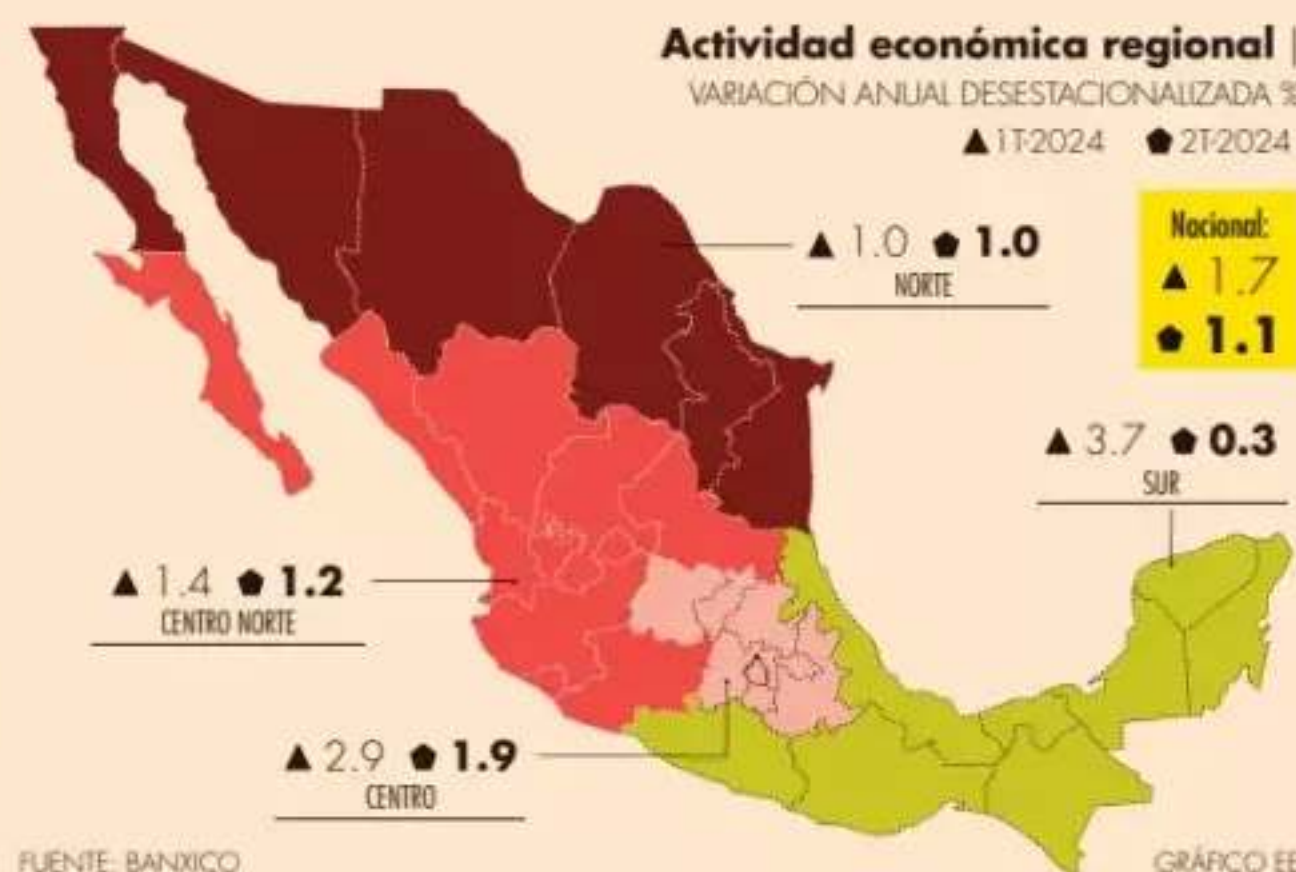 Actividad económica regional |
VARIACIÓN ANUAL DESESTACIONALIZADA %
▲ 1T-2024 ⬟ 2T-2024
Nacional:
▲ 1.7
⬟ 1.1
▲ 1.0 ⬟ 1.0
NORTE
▲ 3.7 ⬟ 0.3
SUR
▲ 1.4 ⬟ 1.2
CENTRO NORTE
▲ 2.9 ⬟ 1.9
CENTRO
FUENTE: BANXICO
GRÁFICO EE